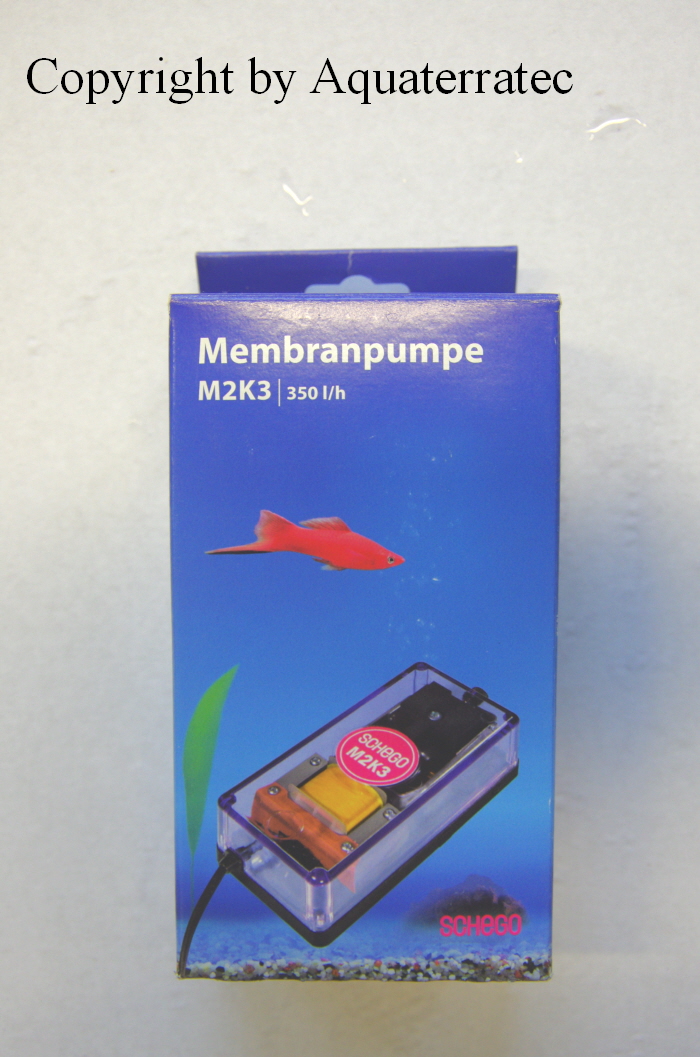 Copyright by Aquaterratec
Membranpumpe
M2K3 | 350 l/h
SCHEGO
M2K3
SCHEGO